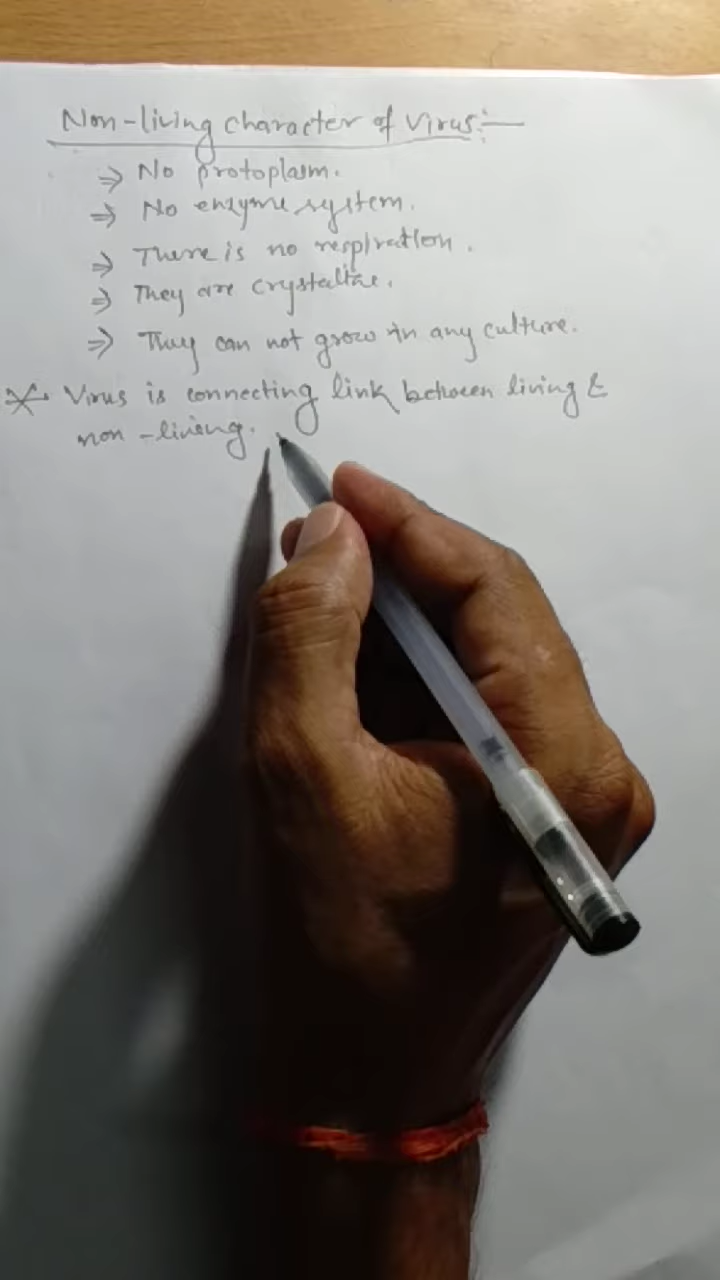 Non-living character of Virus:-
⇒ No protoplasm.
⇒ No enzyme system.
⇒ There is no respiration.
⇒ They are crystalline.
⇒ They can not grow in any culture.
* Virus is connecting link between living &
non-living.